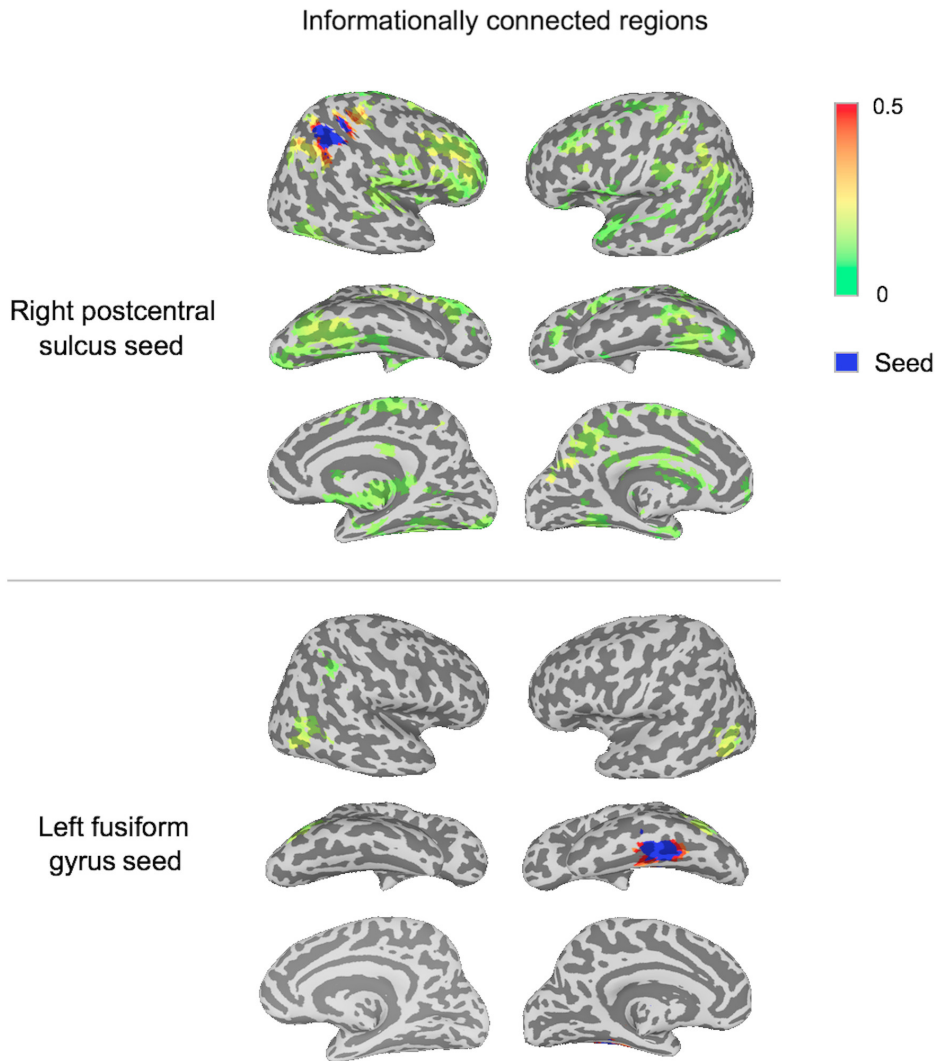 Informationally connected regions
0.5
0
Right postcentral
sulcus seed
Seed
Left fusiform
gyrus seed